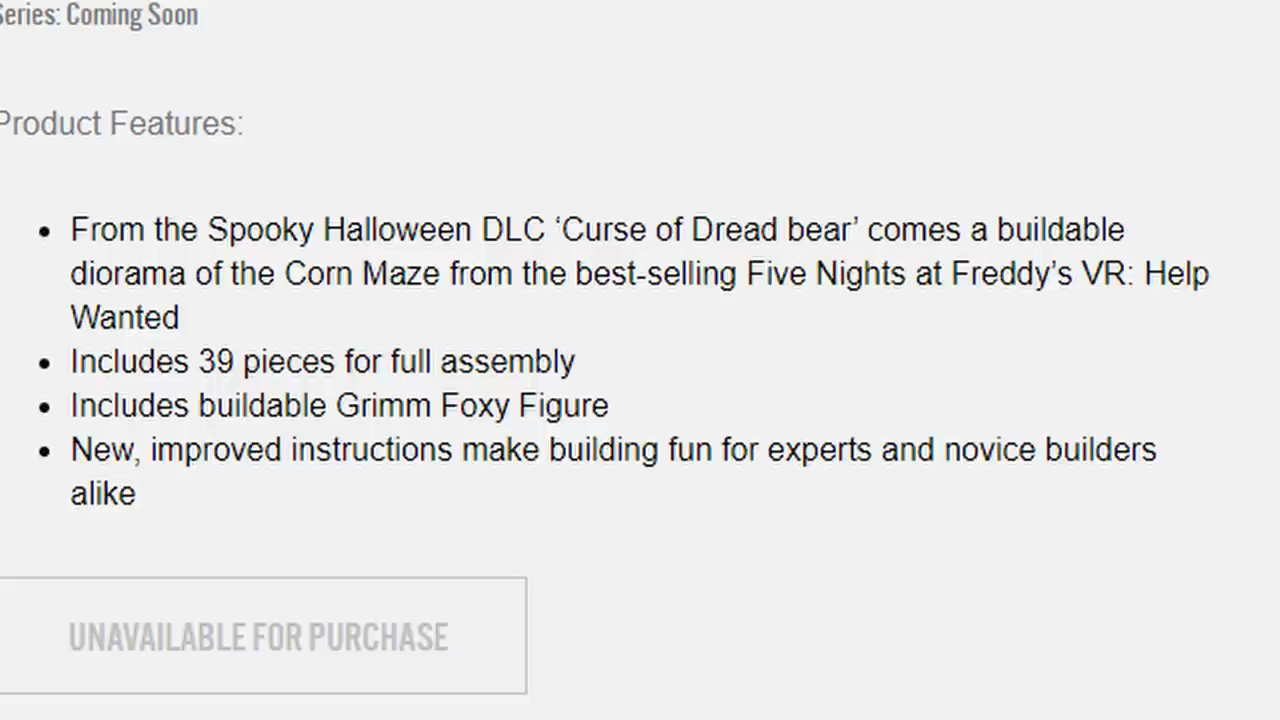 Series: Coming Soon
Product Features:
• From the Spooky Halloween DLC ‘Curse of Dread bear’ comes a buildable
diorama of the Corn Maze from the best-selling Five Nights at Freddy’s VR: Help
Wanted
• Includes 39 pieces for full assembly
• Includes buildable Grimm Foxy Figure
• New, improved instructions make building fun for experts and novice builders
alike
UNAVAILABLE FOR PURCHASE